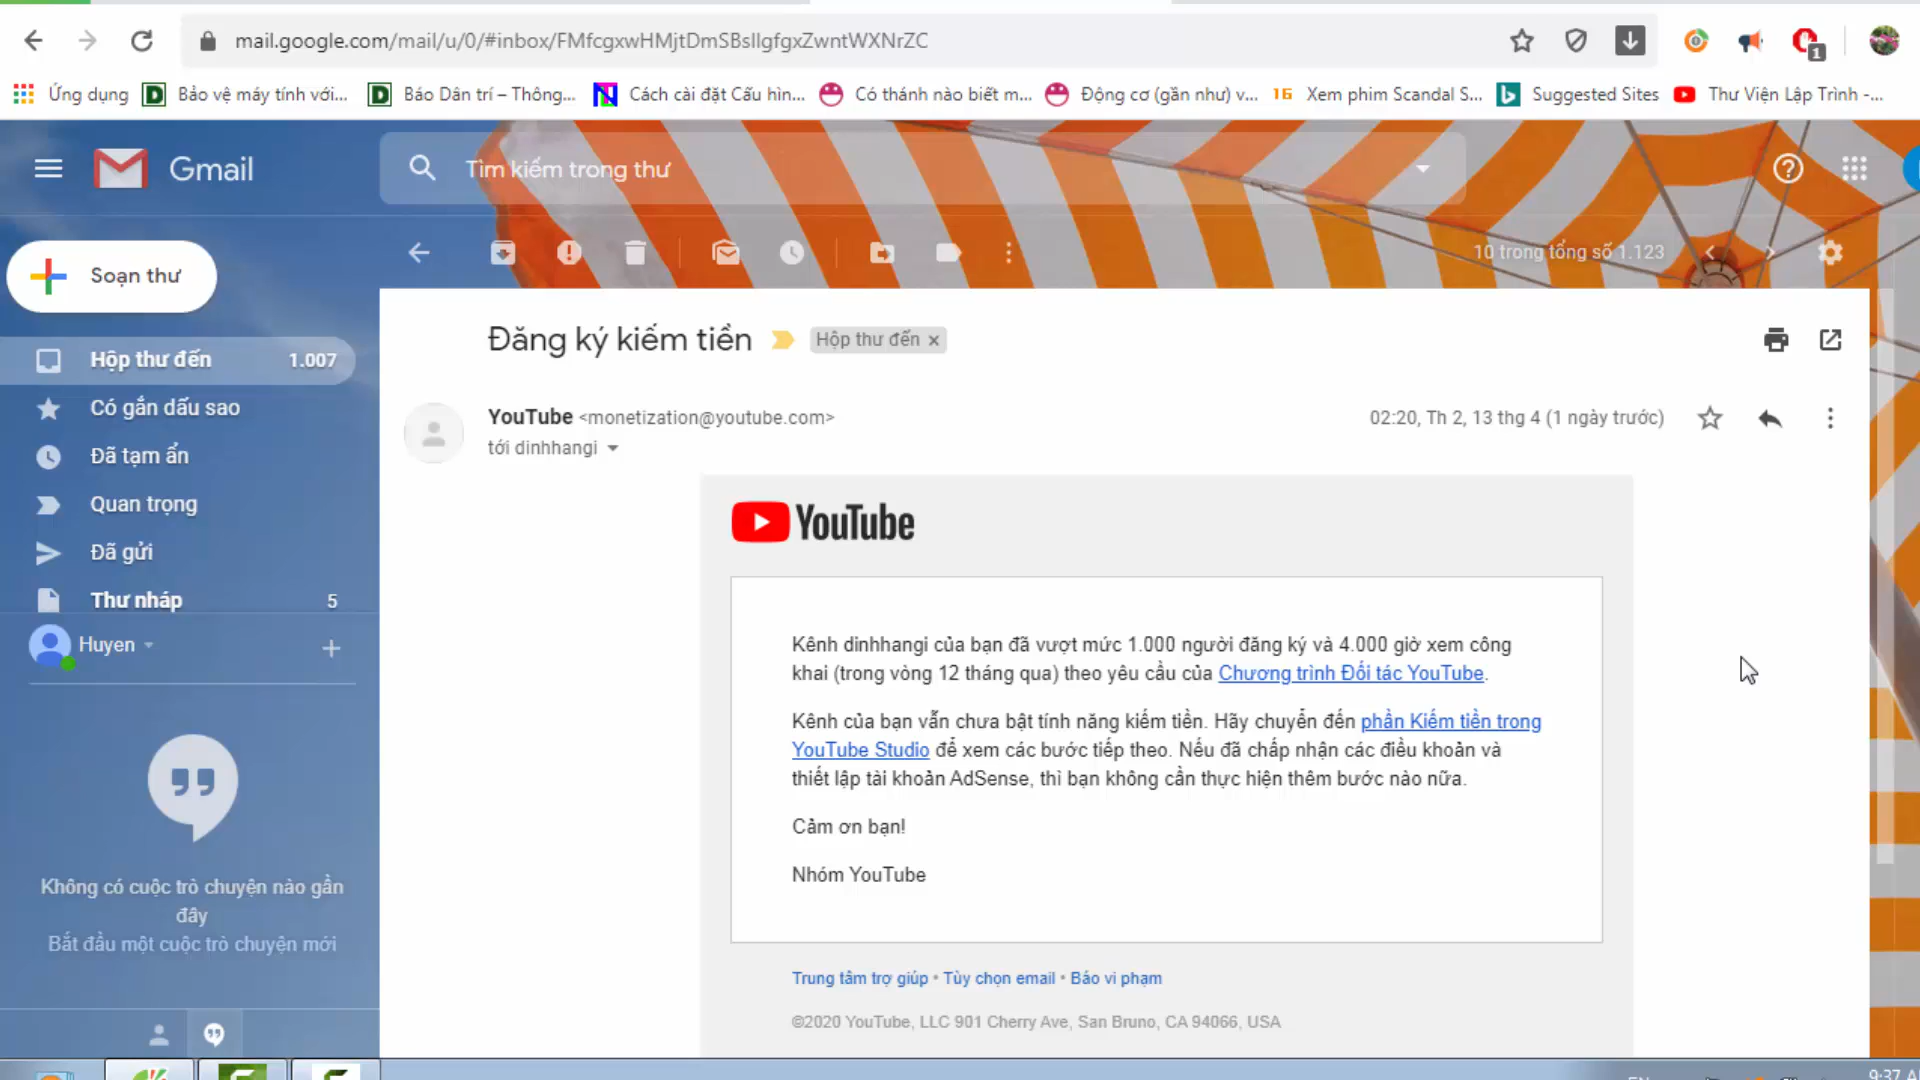 mail.google.com/mail/u/0/#inbox/FMfcgxwHMjtDmSBsllgfgxZwntWXNrZC
1
Ứng dụng Bảo vệ máy tính với... Báo Dân trí – Thông... Cách cài đặt Cấu hìn... Có thánh nào biết m... Động cơ (gần như) v... Xem phim Scandal S... Suggested Sites Thư Viện Lập Trình -...
Gmail
Tìm kiếm trong thư
10 trong tổng số 1.123
Soạn thư
Hộp thư đến 1.007
Có gắn dấu sao
Đã tạm ẩn
Quan trọng
Đã gửi
Thư nháp 5
Huyen
Không có cuộc trò chuyện nào gần
đây
Bắt đầu một cuộc trò chuyện mới
Đăng ký kiếm tiền Hộp thư đến ×
YouTube <monetization@youtube.com>
02:20, Th 2, 13 thg 4 (1 ngày trước)
tới dinhhangi
YouTube
Kênh dinhhangi của bạn đã vượt mức 1.000 người đăng ký và 4.000 giờ xem công
khai (trong vòng 12 tháng qua) theo yêu cầu của Chương trình Đối tác YouTube.
Kênh của bạn vẫn chưa bật tính năng kiếm tiền. Hãy chuyển đến phần Kiếm tiền trong
YouTube Studio để xem các bước tiếp theo. Nếu đã chấp nhận các điều khoản và
thiết lập tài khoản AdSense, thì bạn không cần thực hiện thêm bước nào nữa.
Cảm ơn bạn!
Nhóm YouTube
Trung tâm trợ giúp • Tùy chọn email • Báo vi phạm
©2020 YouTube, LLC 901 Cherry Ave, San Bruno, CA 94066, USA